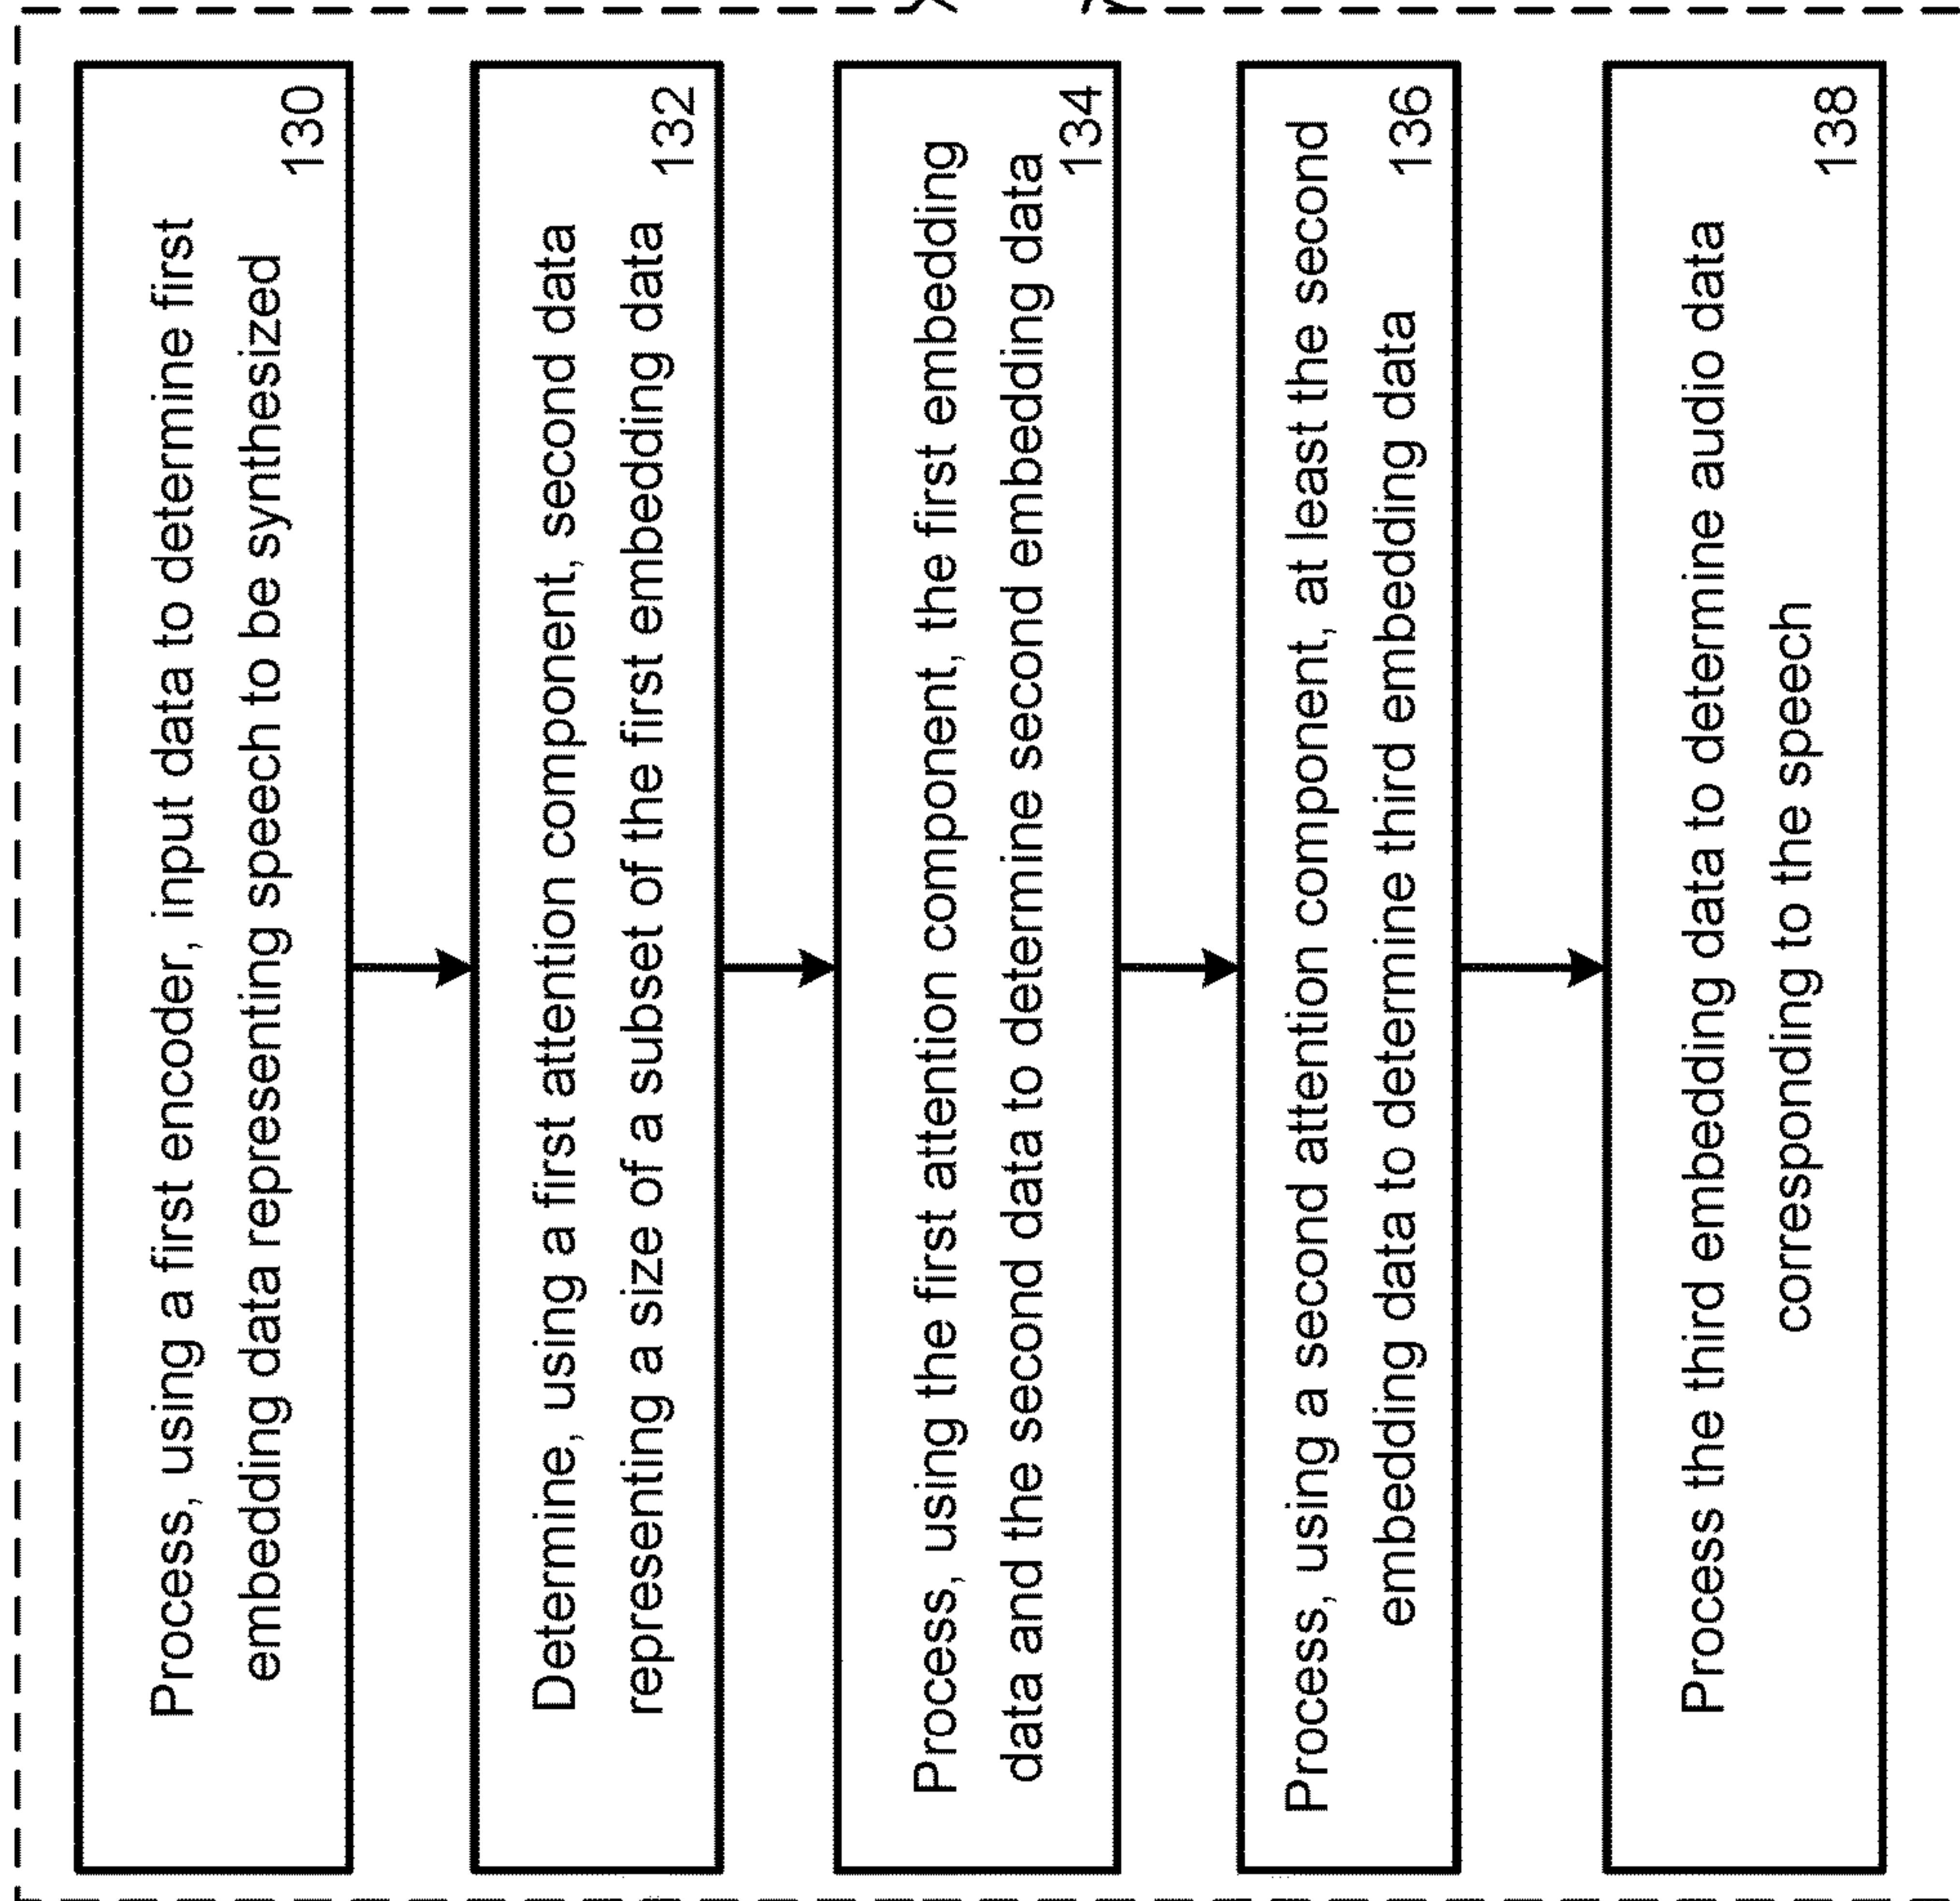 Process, using a first encoder, input data to determine first
embedding data representing speech to be synthesized
130
Determine, using a first attention component, second data
representing a size of a subset of the first embedding data
132
Process, using the first attention component, the first embedding
data and the second data to determine second embedding data
134
Process, using a second attention component, at least the second
embedding data to determine third embedding data
136
Process the third embedding data to determine audio data
corresponding to the speech
138